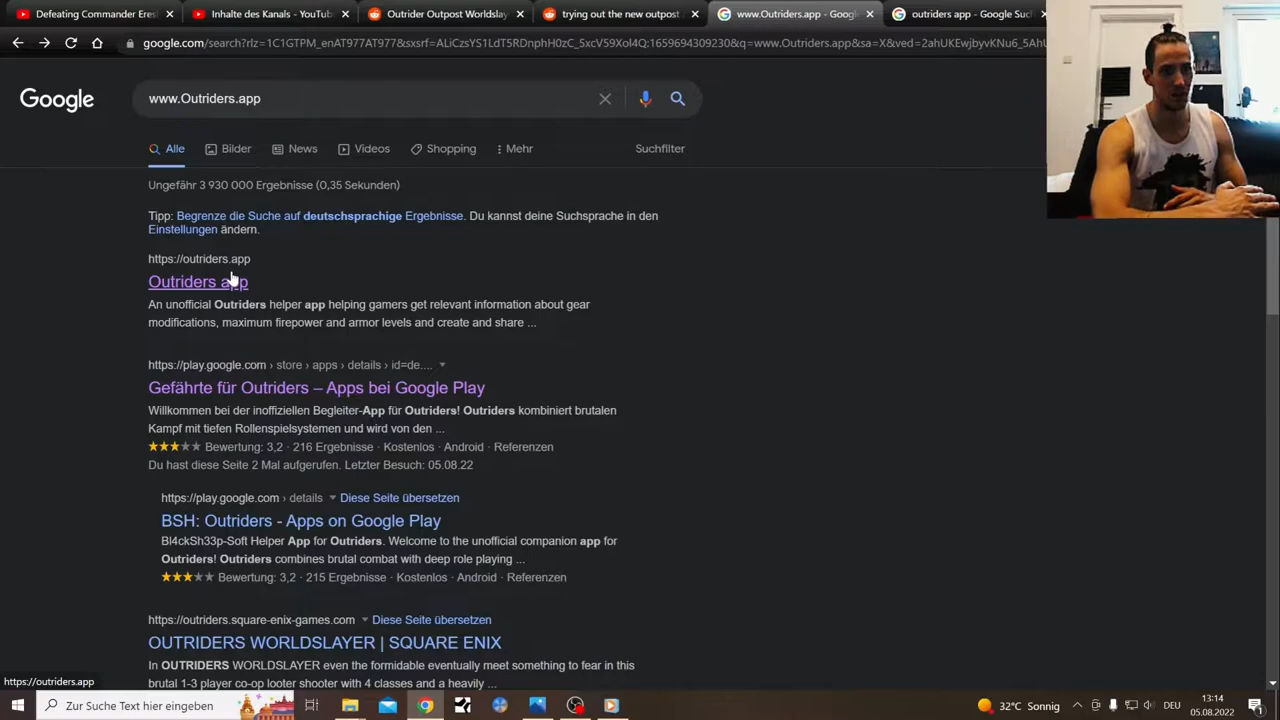 Defeating Commander Eresl
Inhalte des Kanals - YouTub
Outrider Outpost Worldslay
out the new outpost
www.Outriders.app - Googl
outriders app - Google Such
google.com/search?rlz=1C1GTPM_
www.Outriders.app
Google
Alle
Bilder
News
Videos
Shopping
Mehr
Suchfilter
Ungefähr 3 930 000 Ergebnisse (0,35 Sekunden)
Tipp: Begrenze die Suche auf deutschsprachige Ergebnisse. Du kannst deine Suchsprache in den
Einstellungen ändern.
https://outriders.app
Outriders app
An unofficial Outriders helper app helping gamers get relevant information about gear
modifications, maximum firepower and armor levels and create and share ...
https://play.google.com › store › apps › details › id=de....
Gefährte für Outriders – Apps bei Google Play
Willkommen bei der inoffiziellen Begleiter-App für Outriders! Outriders kombiniert brutalen
Kampf mit tiefen Rollenspielsystemen und wird von den ...
Bewertung: 3,2 · 216 Ergebnisse · Kostenlos · Android · Referenzen
Du hast diese Seite 2 Mal aufgerufen. Letzter Besuch: 05.08.22
https://play.google.com › details
Diese Seite übersetzen
BSH: Outriders - Apps on Google Play
Bl4ckSh33p-Soft Helper App for Outriders. Welcome to the unofficial companion app for
Outriders! Outriders combines brutal combat with deep role playing ...
Bewertung: 3,2 · 215 Ergebnisse · Kostenlos · Android · Referenzen
https://outriders.square-enix-games.com
Diese Seite übersetzen
OUTRIDERS WORLDSLAYER | SQUARE ENIX
In OUTRIDERS WORLDSLAYER even the formidable eventually meet something to fear in this
brutal 1-3 player co-op looter shooter with 4 classes and a heavily ...
https://outriders.app
Zur Suche Text hier eingeben
32°C Sonnig
DEU
13:14
05.08.2022